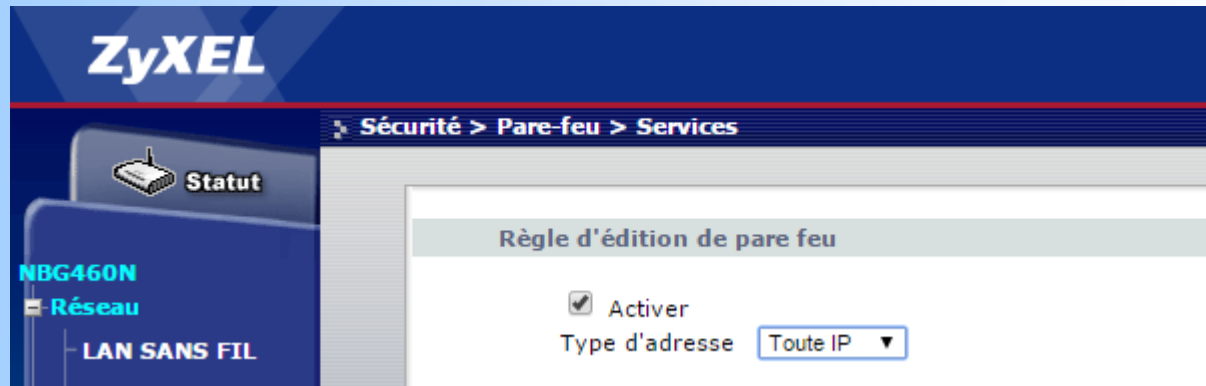 ZyXEL
Sécurité > Pare-feu > Services
Statut
Règle d'édition de pare feu
NBG460N
Réseau
Activer
Type d'adresse Toute IP
LAN SANS FIL